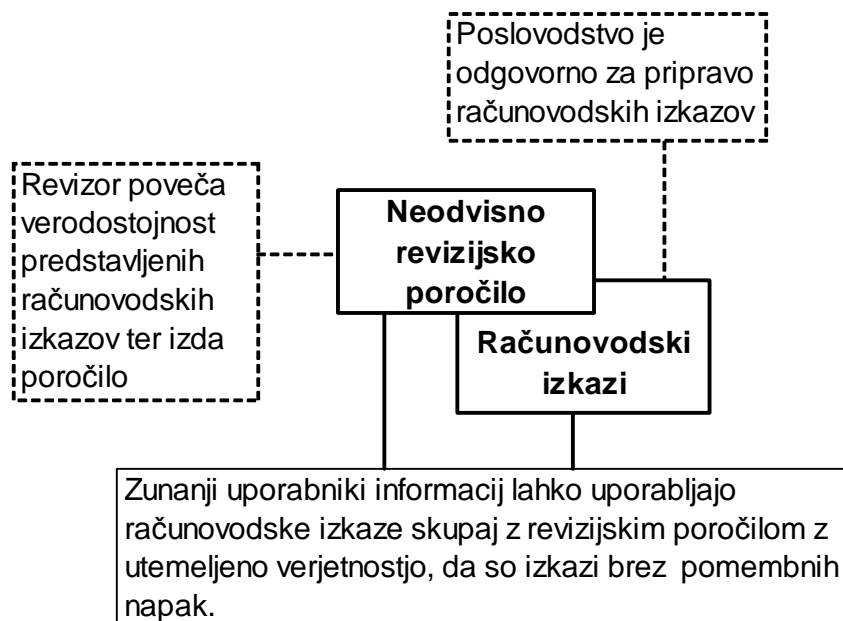 Poslovodstvo je
odgovorno za pripravo
računovodskih izkazov
Revizor poveča
verodostojnost
predstavljenih
računovodskih
izkazov ter izda
poročilo
Neodvisno
revizijsko
poročilo
Računovodski
izkazi
Zunanji uporabniki informacij lahko uporabljajo
računovodske izkaze skupaj z revizijskim poročilom z
utemeljeno verjetnostjo, da so izkazi brez pomembnih
napak.